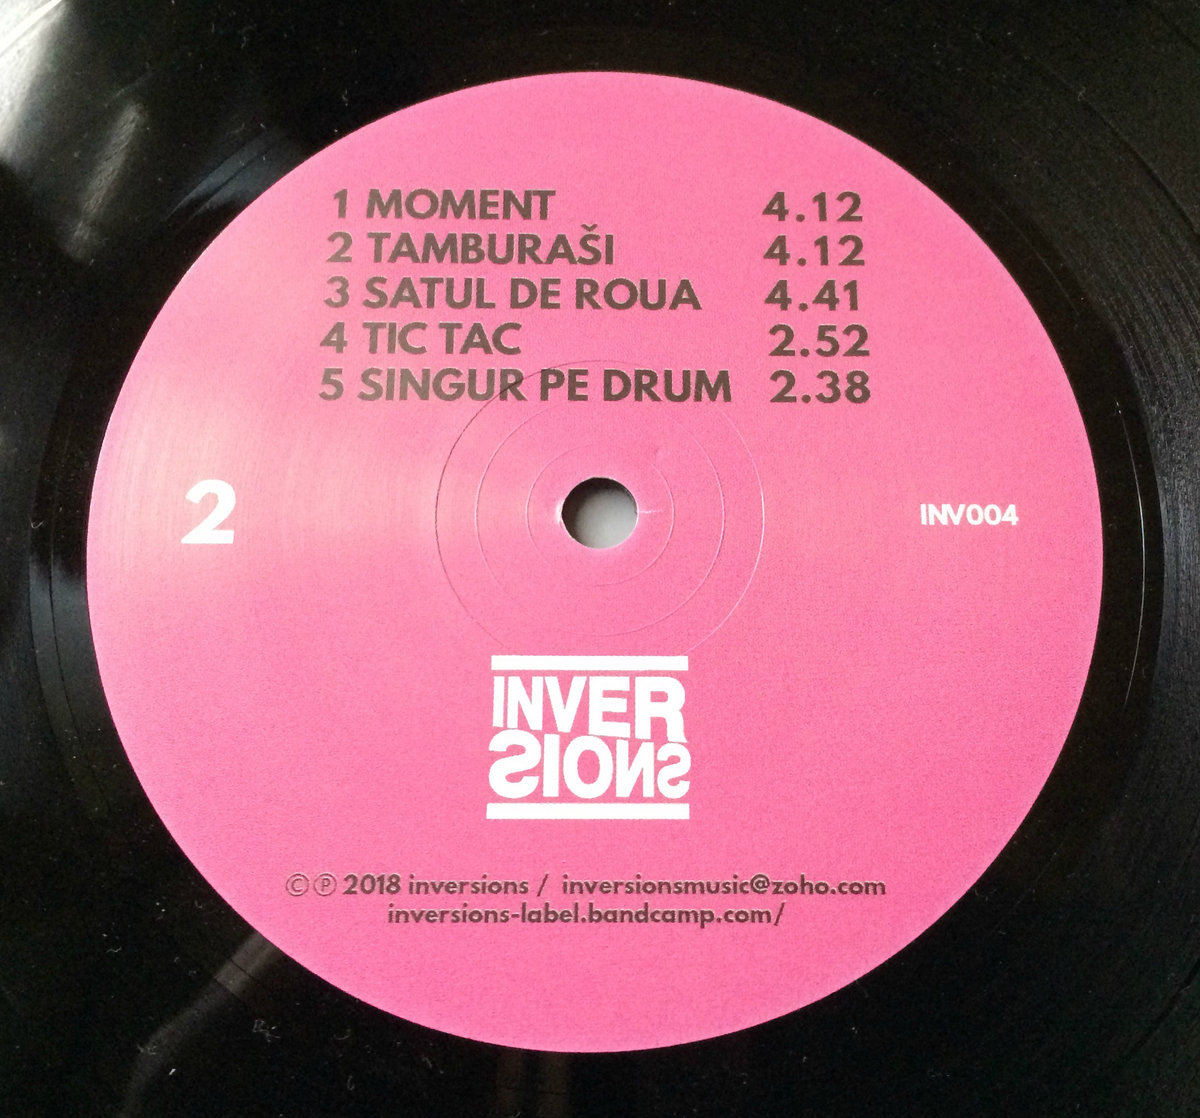 1 MOMENT 4.12
2 TAMBURAŠI 4.12
3 SATUL DE ROUA 4.41
4 TIC TAC 2.52
5 SINGUR PE DRUM 2.38
2
INV004
INVER
SIONS
©℗ 2018 inversions / inversionsmusic@zoho.com
inversions-label.bandcamp.com/